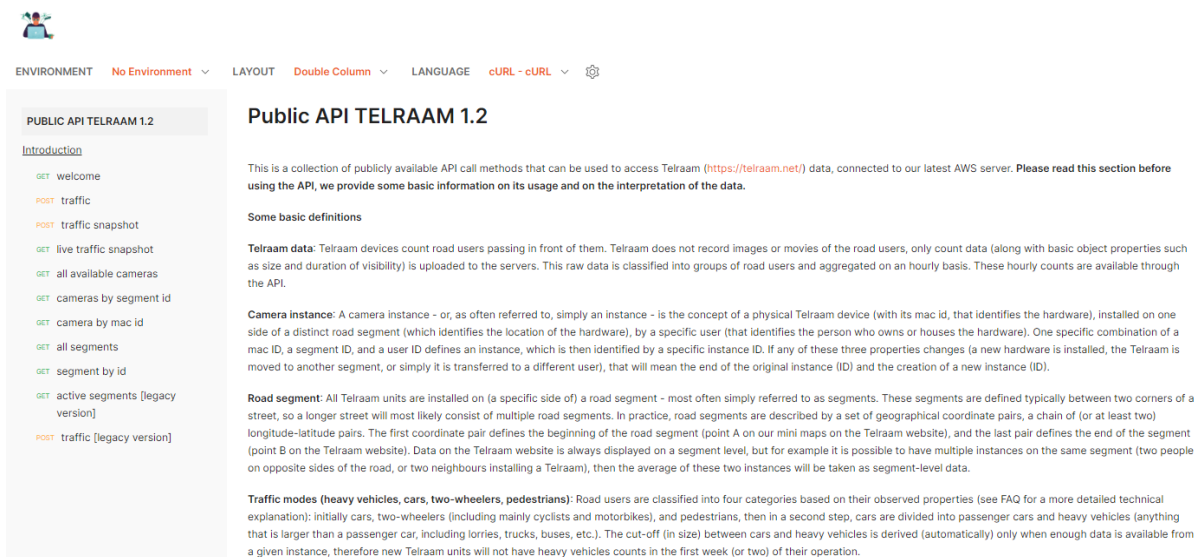 ENVIRONMENT No Environment LAYOUT Double Column LANGUAGE cURL - cURL
PUBLIC API TELRAAM 1.2
Introduction
GET welcome
POST traffic
POST traffic snapshot
GET live traffic snapshot
GET all available cameras
GET cameras by segment id
GET camera by mac id
GET all segments
GET segment by id
GET active segments [legacy
version]
POST traffic [legacy version]
Public API TELRAAM 1.2
This is a collection of publicly available API call methods that can be used to access Telraam (https://telraam.net/) data, connected to our latest AWS server. Please read this section before
using the API, we provide some basic information on its usage and on the interpretation of the data.
Some basic definitions
Telraam data: Telraam devices count road users passing in front of them. Telraam does not record images or movies of the road users, only count data (along with basic object properties such
as size and duration of visibility) is uploaded to the servers. This raw data is classified into groups of road users and aggregated on an hourly basis. These hourly counts are available through
the API.
Camera instance: A camera instance - or, as often referred to, simply an instance - is the concept of a physical Telraam device (with its mac id, that identifies the hardware), installed on one
side of a distinct road segment (which identifies the location of the hardware), by a specific user (that identifies the person who owns or houses the hardware). One specific combination of a
mac ID, a segment ID, and a user ID defines an instance, which is then identified by a specific instance ID. If any of these three properties changes (a new hardware is installed, the Telraam is
moved to another segment, or simply it is transferred to a different user), that will mean the end of the original instance (ID) and the creation of a new instance (ID).
Road segment: All Telraam units are installed on (a specific side of) a road segment - most often simply referred to as segments. These segments are defined typically between two corners of a
street, so a longer street will most likely consist of multiple road segments. In practice, road segments are described by a set of geographical coordinate pairs, a chain of (or at least two)
longitude-latitude pairs. The first coordinate pair defines the beginning of the road segment (point A on our mini maps on the Telraam website), and the last pair defines the end of the segment
(point B on the Telraam website). Data on the Telraam website is always displayed on a segment level, but for example it is possible to have multiple instances on the same segment (two people
on opposite sides of the road, or two neighbours installing a Telraam), then the average of these two instances will be taken as segment-level data.
Traffic modes (heavy vehicles, cars, two-wheelers, pedestrians): Road users are classified into four categories based on their observed properties (see FAQ for a more detailed technical
explanation): initially cars, two-wheelers (including mainly cyclists and motorbikes), and pedestrians, then in a second step, cars are divided into passenger cars and heavy vehicles (anything
that is larger than a passenger car, including lorries, trucks, buses, etc.). The cut-off (in size) between cars and heavy vehicles is derived (automatically) only when enough data is available from
a given instance, therefore new Telraam units will not have heavy vehicles counts in the first week (or two) of their operation.